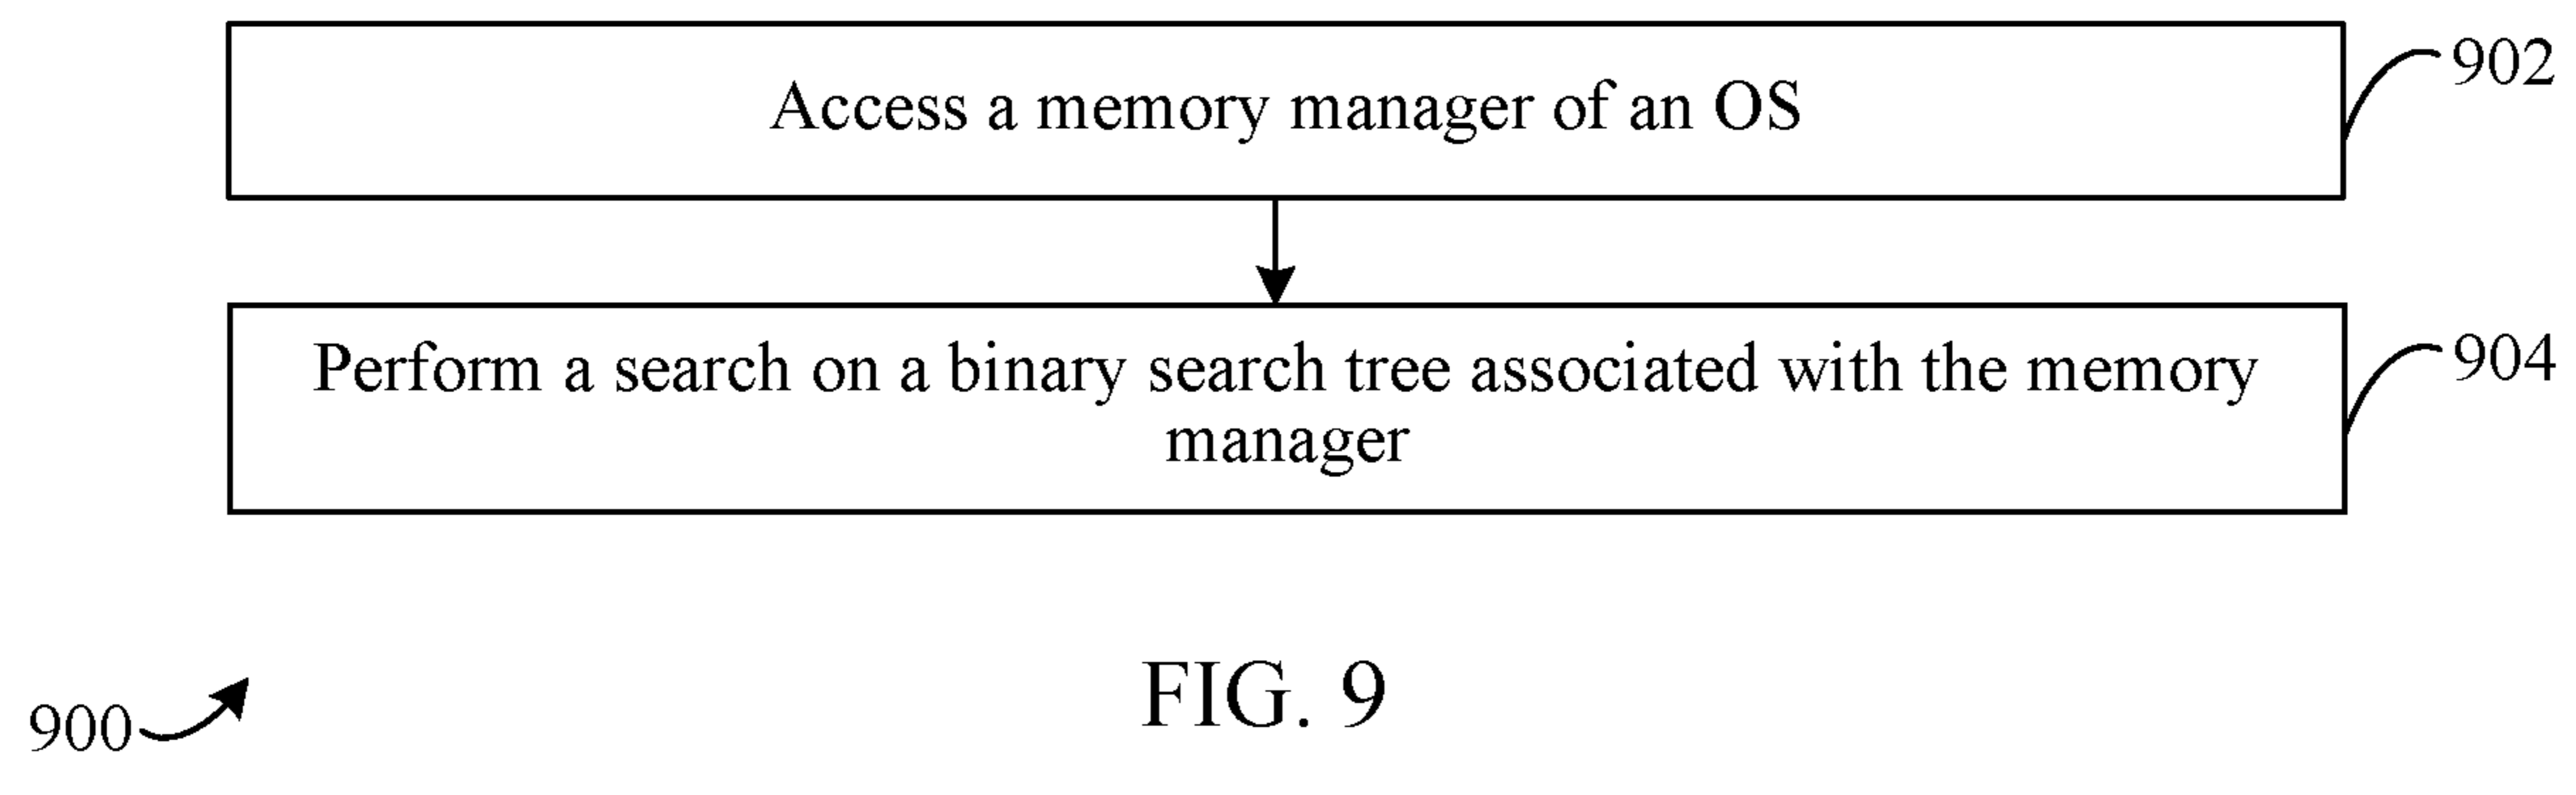 Access a memory manager of an OS
902
Perform a search on a binary search tree associated with the memory
manager
904
900
FIG. 9